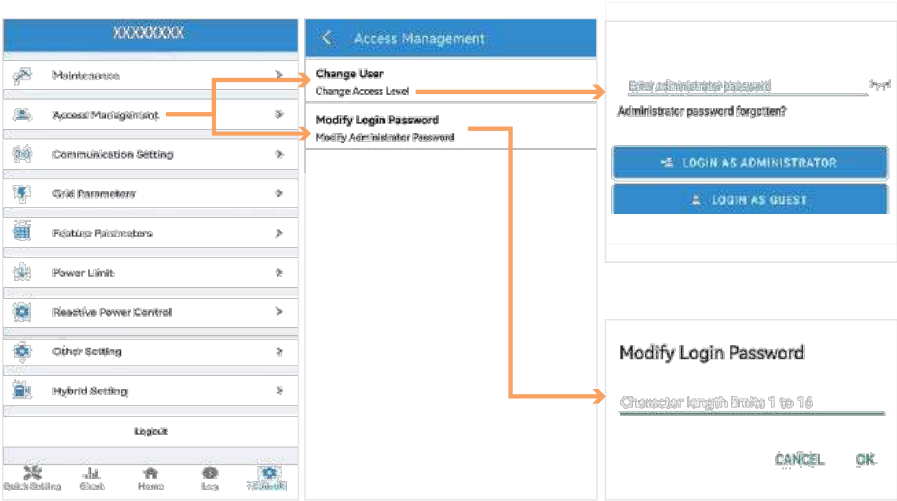 XXXXXXXX
Maintenance
Access Management
Communication Setting
Grid Parameters
Feature Parameters
Power Limit
Reactive Power Control
Other Setting
Hybrid Setting
Logout
Quick Setting
Home
Log
Access Management
Change User
Change Access Level
Modify Login Password
Modify Administrator Password
Enter administrator password
Administrator password forgotten?
LOGIN AS ADMINISTRATOR
LOGIN AS GUEST
Modify Login Password
Character length limits 1 to 16
CANCEL OK